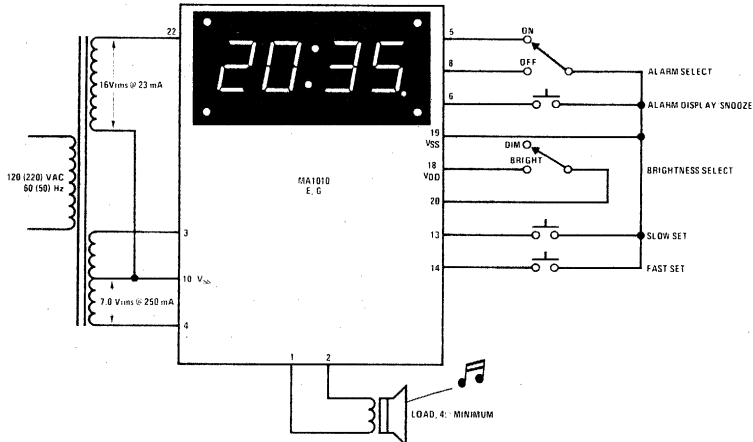 22
16Vrms @ 23 mA
120 (220) VAC
60 (50) Hz
3
10 VSS
7.0 Vrms @ 250 mA
4
20:35.
MA1010
E, G
1
2
LOAD, 4 MINIMUM
5
ON
8
OFF
ALARM SELECT
6
ALARM DISPLAY SNOOZE
19
VSS
DIM
BRIGHT
18
VDD
BRIGHTNESS SELECT
20
13
SLOW SET
14
FAST SET